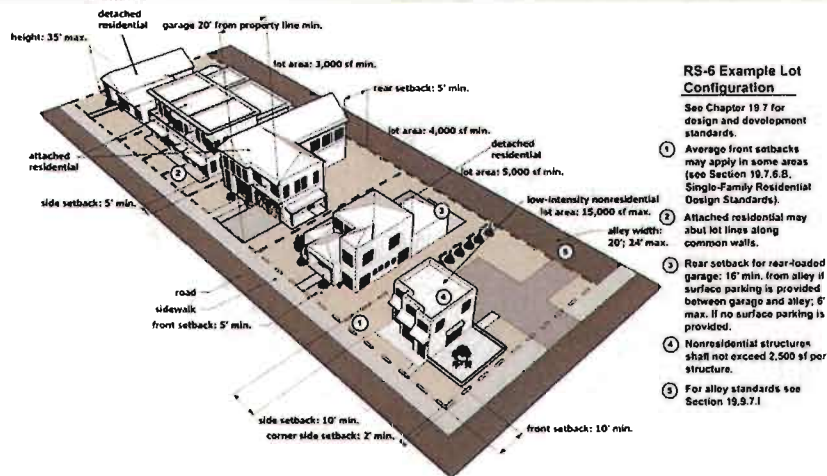 detached
residential
garage 20' from property line min.
height: 35' max.
lot area: 3,000 sf min.
rear setback: 5' min.
lot area: 4,000 sf min.
detached
residential
lot area: 5,000 sf min.
attached
residential
2
3
low-intensity nonresidential
lot area: 15,000 sf max.
alley width:
20'; 24' max.
side setback: 5' min.
5
4
road
sidewalk
front setback: 5' min.
1
side setback: 10' min.
corner side setback: 2' min.
front setback: 10' min.
RS-6 Example Lot
Configuration
See Chapter 19.7 for
design and development
standards.
1 Average front setbacks
may apply in some areas
(see Section 19.7.6.B,
Single-Family Residential
Design Standards).
2 Attached residential may
abut lot lines along
common walls.
3 Rear setback for rear-loaded
garage: 16' min. from alley if
surface parking is provided
between garage and alley; 6'
max. if no surface parking is
provided.
4 Nonresidential structures
shall not exceed 2,500 sf per
structure.
5 For alley standards see
Section 19.9.7.I